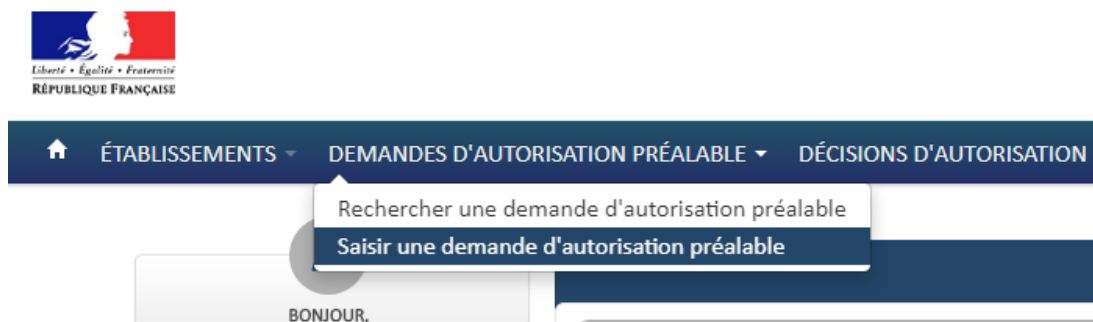 Liberté • Égalité • Fraternité
RÉPUBLIQUE FRANÇAISE
ÉTABLISSEMENTS DEMANDES D'AUTORISATION PRÉALABLE DÉCISIONS D'AUTORISATION
Rechercher une demande d'autorisation préalable
Saisir une demande d'autorisation préalable
BONJOUR,